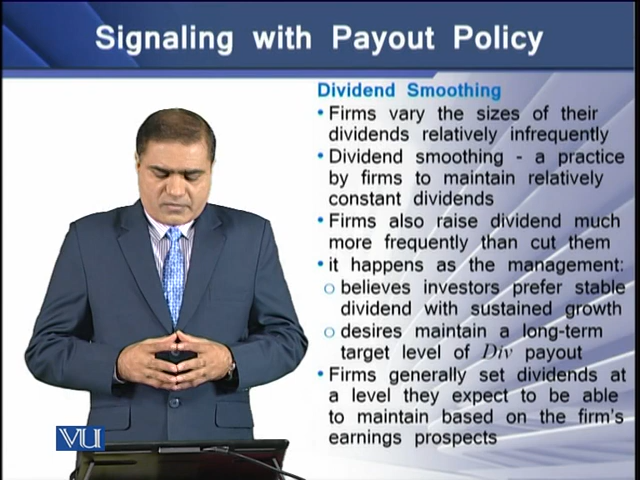 Signaling with Payout Policy
Dividend Smoothing
• Firms vary the sizes of their
dividends relatively infrequently
• Dividend smoothing - a practice
by firms to maintain relatively
constant dividends
• Firms also raise dividend much
more frequently than cut them
• it happens as the management:
o believes investors prefer stable
dividend with sustained growth
o desires maintain a long-term
target level of Div payout
• Firms generally set dividends at
a level they expect to be able
to maintain based on the firm's
earnings prospects
VU